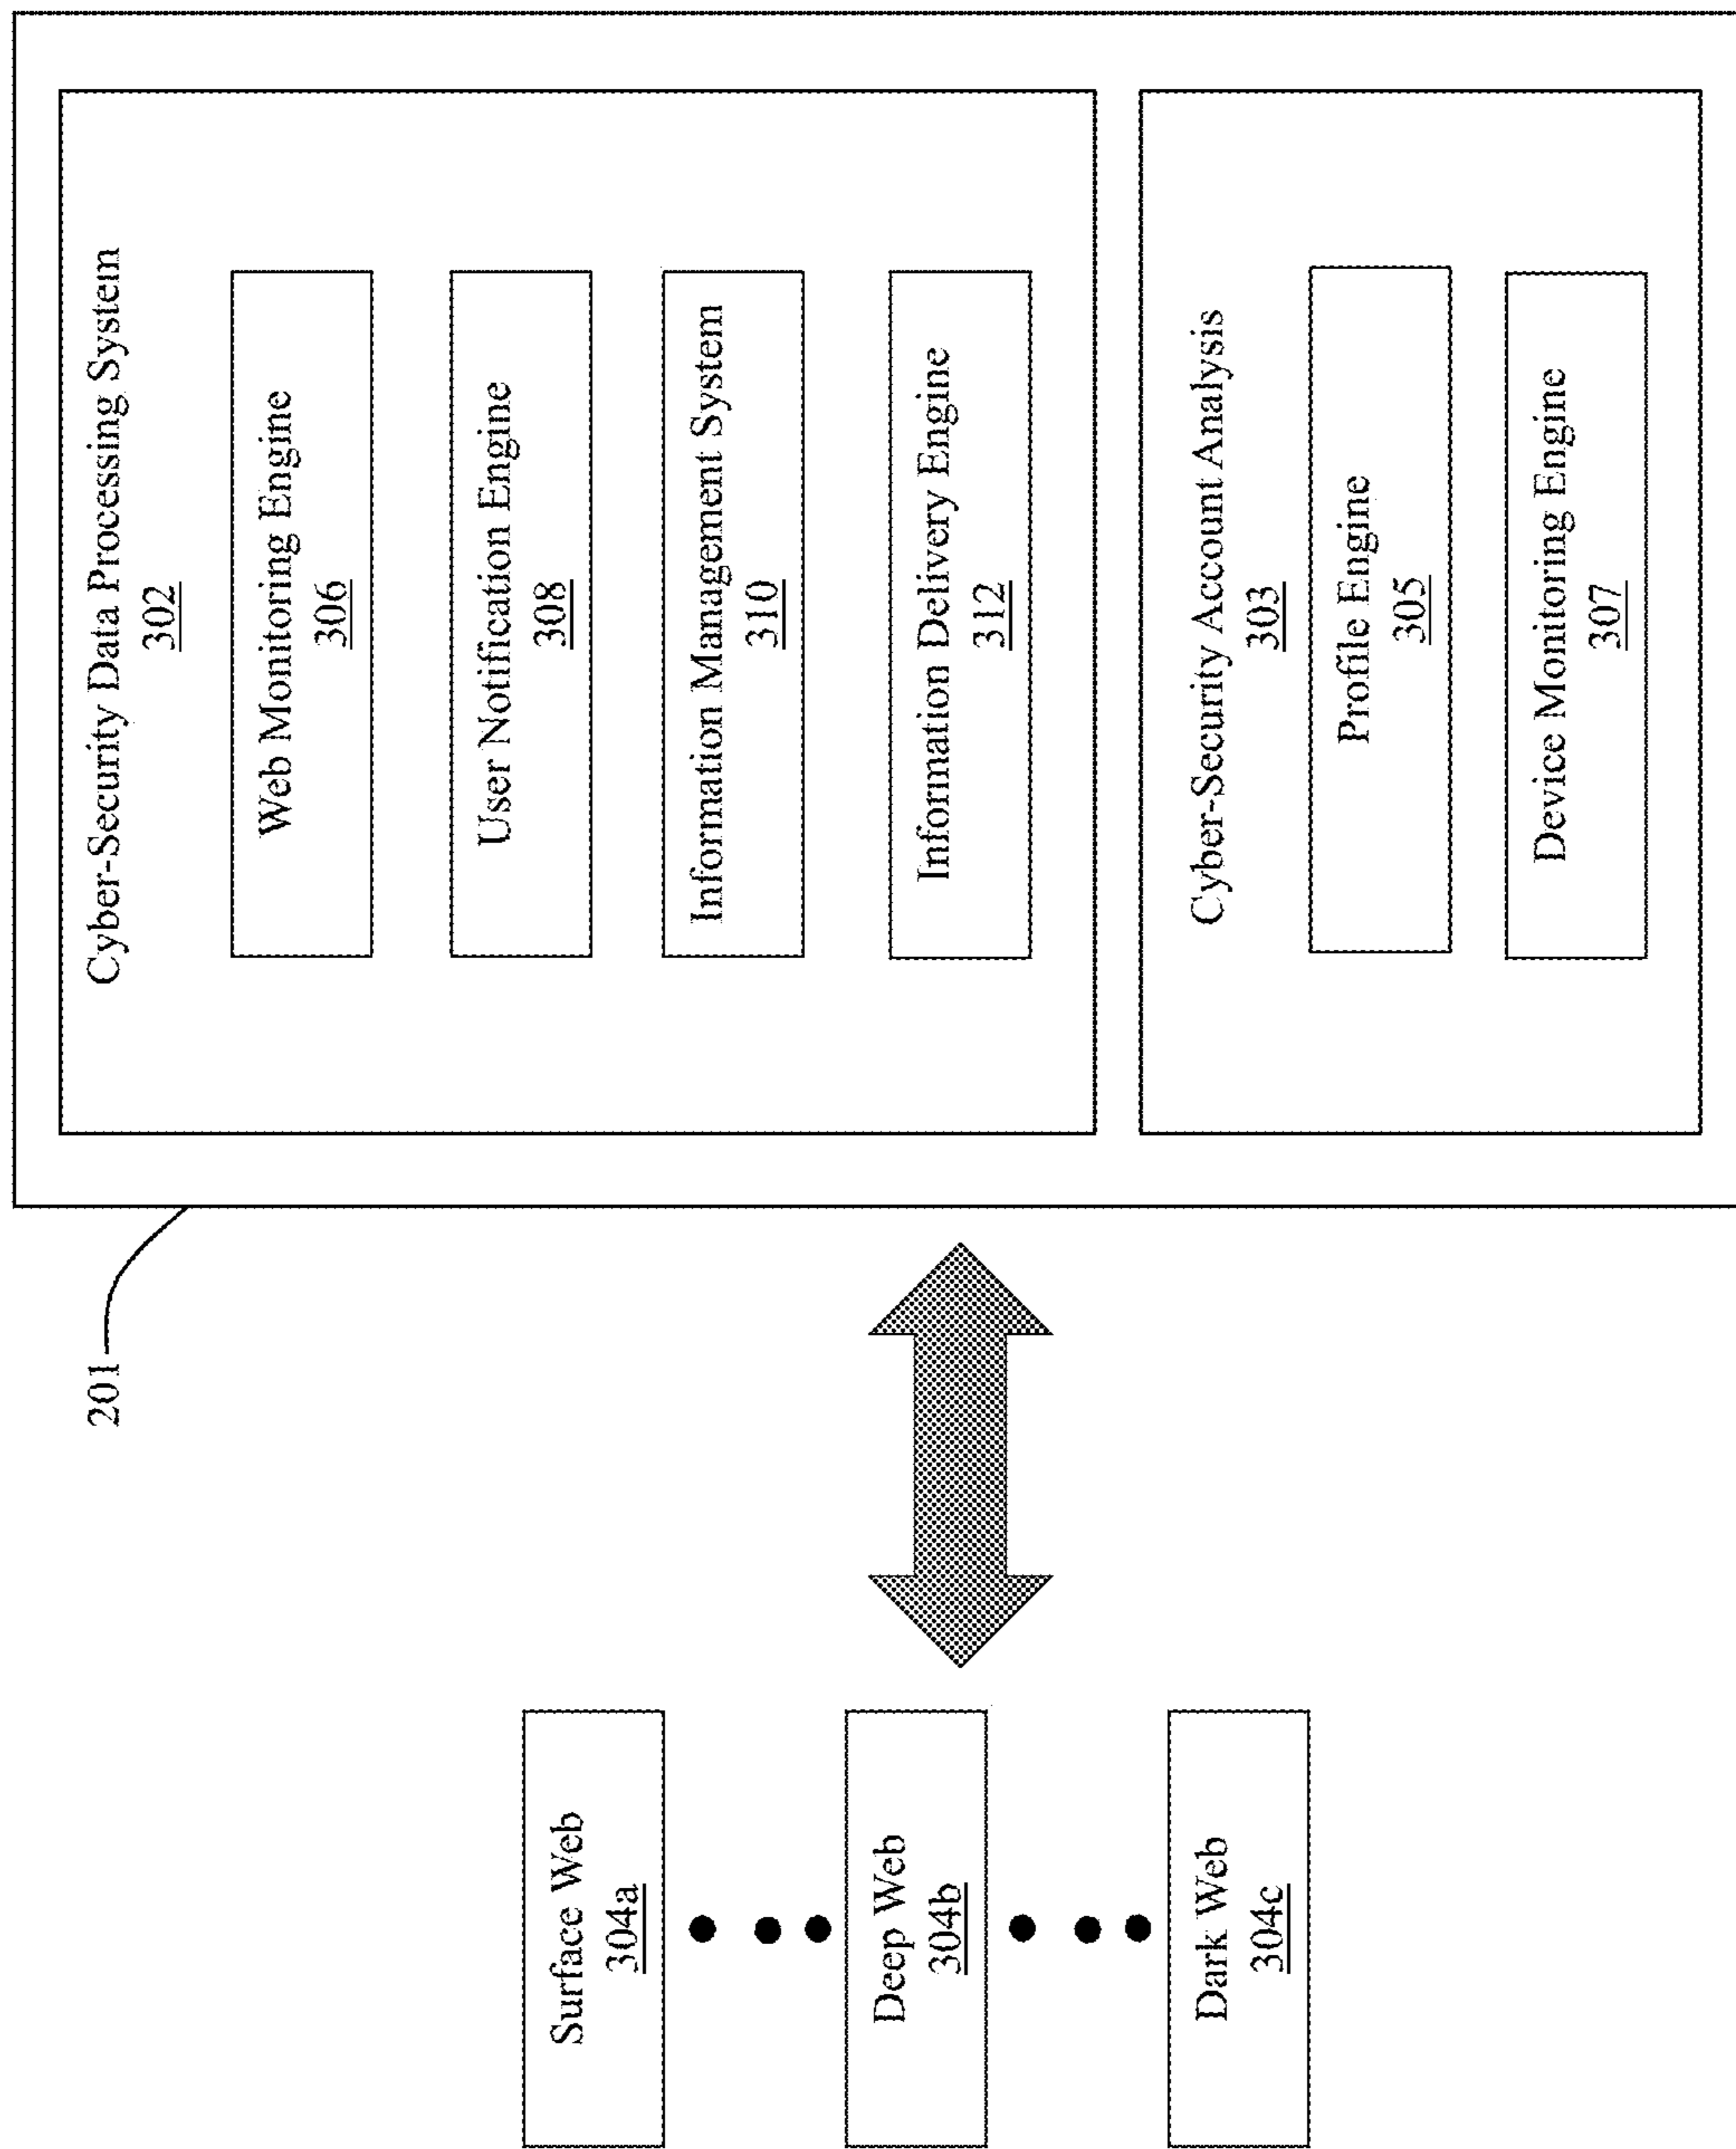 Surface Web
304a
Deep Web
304b
Dark Web
304c
201
Cyber-Security Data Processing System
302
Web Monitoring Engine
306
User Notification Engine
308
Information Management System
310
Information Delivery Engine
312
Cyber-Security Account Analysis
303
Profile Engine
305
Device Monitoring Engine
307